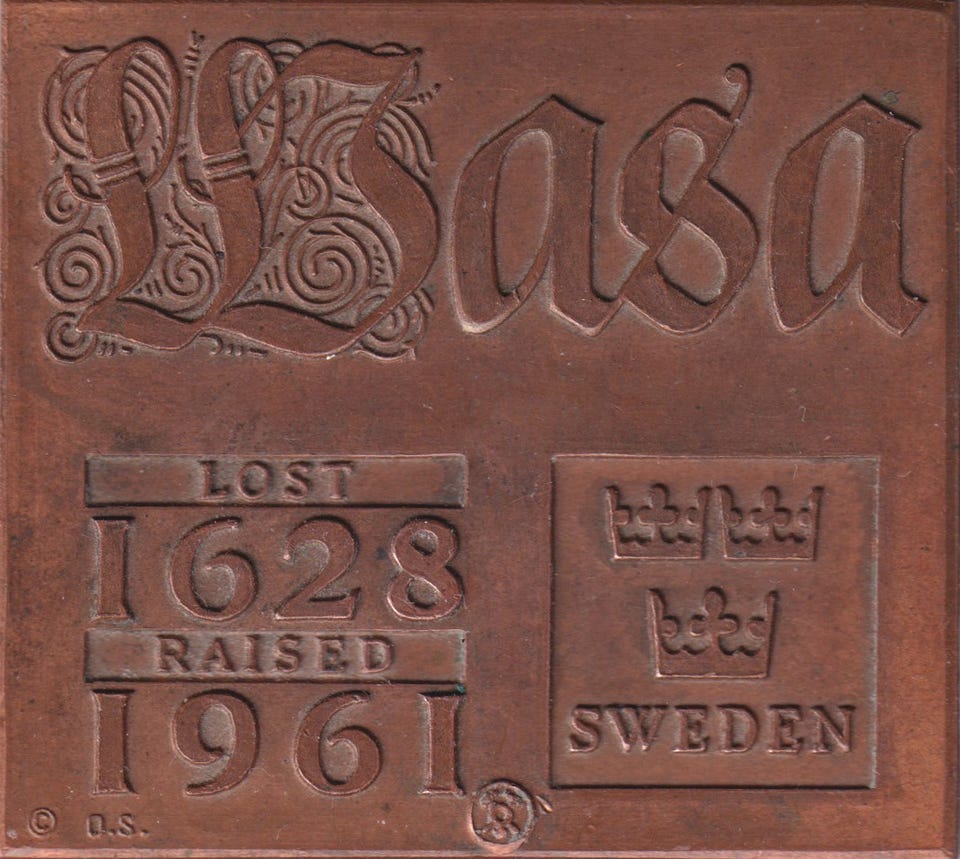 Wasa
LOST
1628
RAISED
1961
SWEDEN
© O.S.